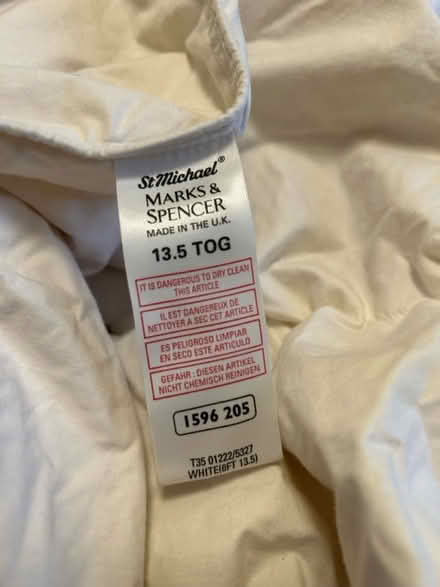 St Michael®
MARKS &
SPENCER
MADE IN THE U.K.
13.5 TOG
IT IS DANGEROUS TO DRY CLEAN
THIS ARTICLE
IL EST DANGEREUX DE
NETTOYER A SEC CET ARTICLE
ES PELIGROSO LIMPIAR
EN SECO ESTE ARTICULO
GEFAHR : DIESEN ARTIKEL
NICHT CHEMISCH REINIGEN
1596 205
T35 01222/5327
WHITE(6FT 13.5)